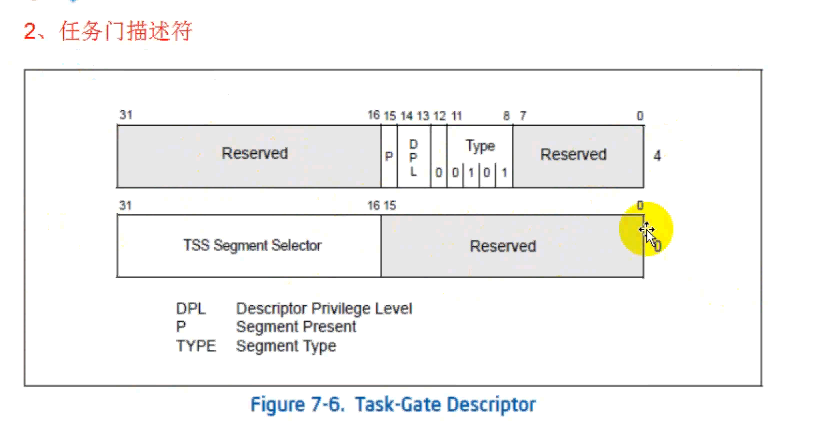 2、任务门描述符
31 16 15 14 13 12 11 8 7 0
Reserved P DPL 0 Type 0 0 1 0 1 Reserved 4
31 16 15 0
TSS Segment Selector Reserved 0
DPL Descriptor Privilege Level
P Segment Present
TYPE Segment Type
Figure 7-6. Task-Gate Descriptor